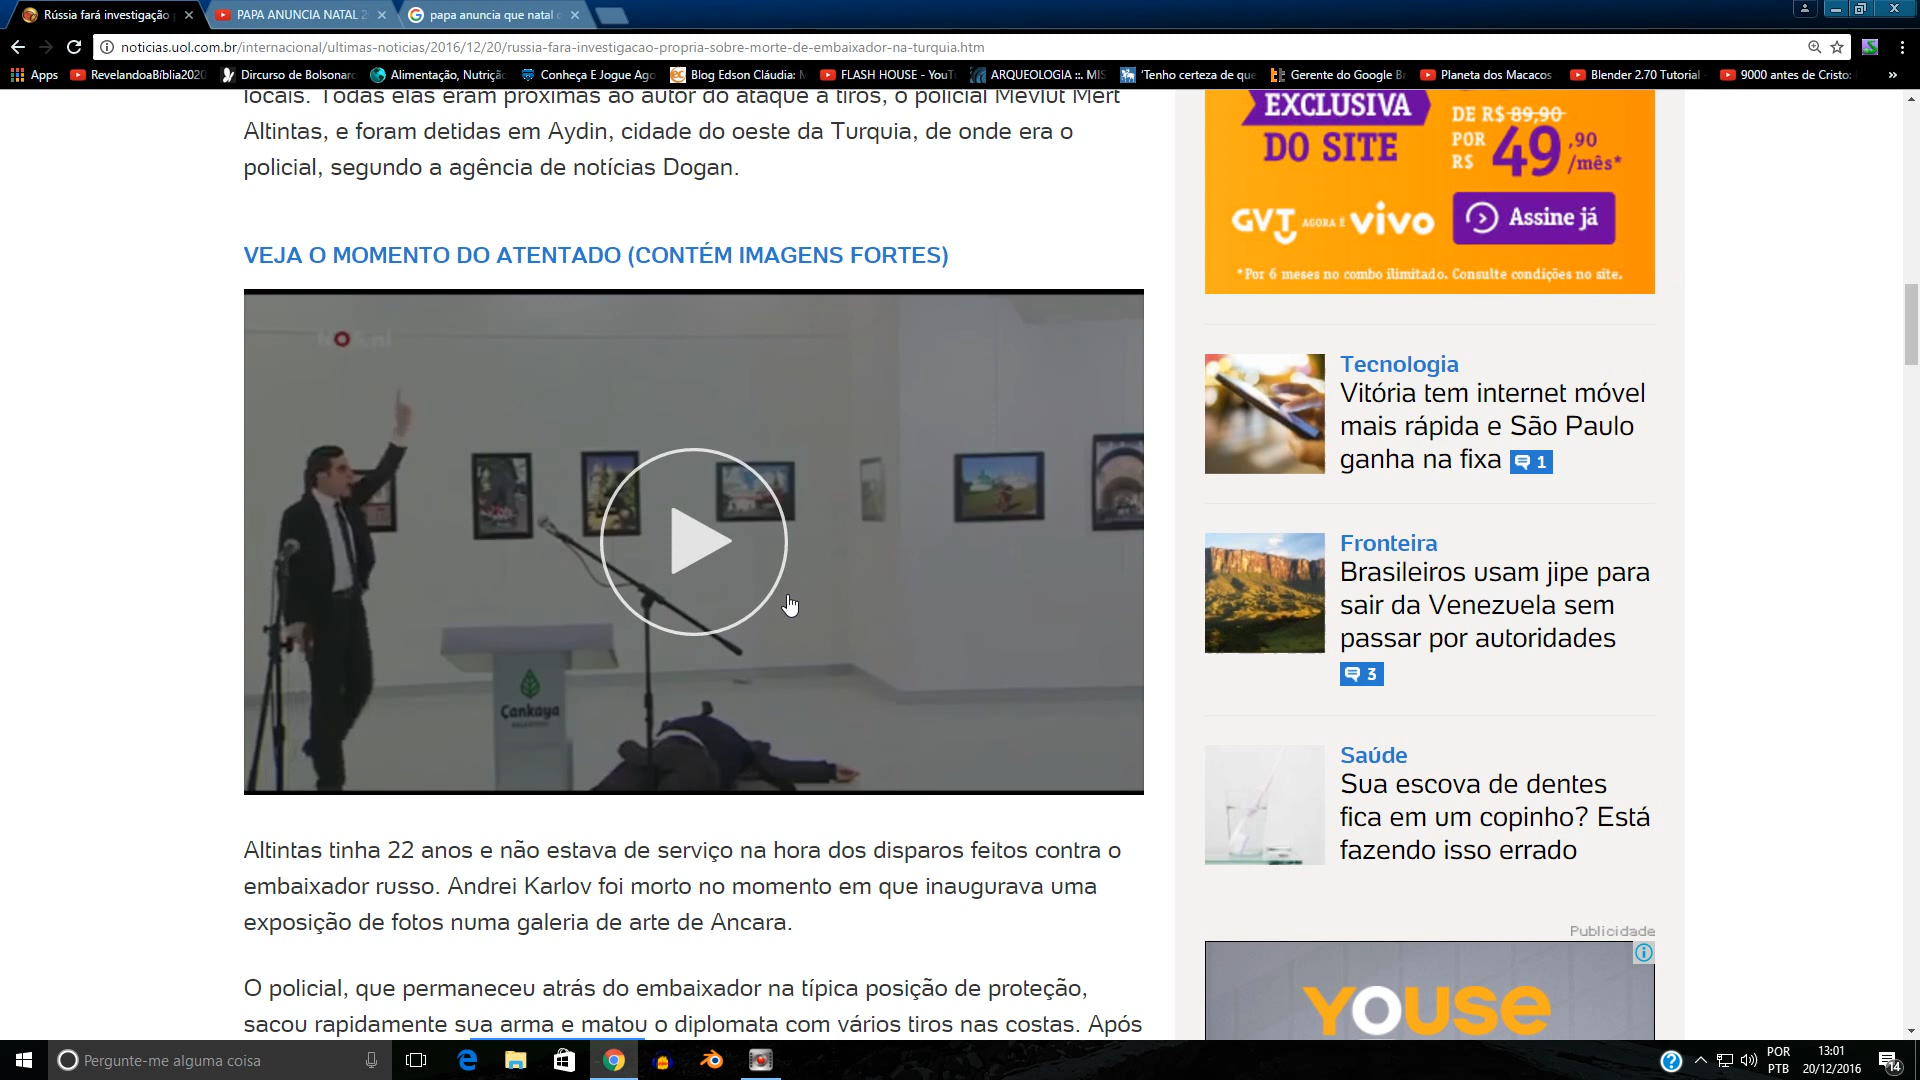 Rússia fará investigação
PAPA ANUNCIA NATAL 2
papa anuncia que natal
noticias.uol.com.br/internacional/ultimas-noticias/2016/12/20/russia-fara-investigacao-propria-sobre-morte-de-embaixador-na-turquia.htm
Apps RevelandoaBíblia2020 Dircurso de Bolsonaro Alimentação, Nutriçã Conheça E Jogue Ago Blog Edson Cláudia: FLASH HOUSE - YouT ARQUEOLOGIA ::. MIS 'Tenho certeza de que Gerente do Google B Planeta dos Macacos Blender 2.70 Tutorial 9000 antes de Cristo: »
locais. Todas elas eram próximas ao autor do ataque a tiros, o policial Mevlut Mert
Altintas, e foram detidas em Aydin, cidade do oeste da Turquia, de onde era o
policial, segundo a agência de notícias Dogan.
VEJA O MOMENTO DO ATENTADO (CONTÉM IMAGENS FORTES)
Çankaya
Altintas tinha 22 anos e não estava de serviço na hora dos disparos feitos contra o
embaixador russo. Andrei Karlov foi morto no momento em que inaugurava uma
exposição de fotos numa galeria de arte de Ancara.
O policial, que permaneceu atrás do embaixador na típica posição de proteção,
sacou rapidamente sua arma e matou o diplomata com vários tiros nas costas. Após
EXCLUSIVA
DO SITE
DE R$ 89,90
POR
R$ 49,90
/mês*
GVT AGORA É vivo
Assine já
*Por 6 meses no combo ilimitado. Consulte condições no site.
Tecnologia
Vitória tem internet móvel
mais rápida e São Paulo
ganha na fixa 1
Fronteira
Brasileiros usam jipe para
sair da Venezuela sem
passar por autoridades
3
Saúde
Sua escova de dentes
fica em um copinho? Está
fazendo isso errado
Publicidade
YOUSE
Pergunte-me alguma coisa
POR
PTB
13:01
20/12/2016
14